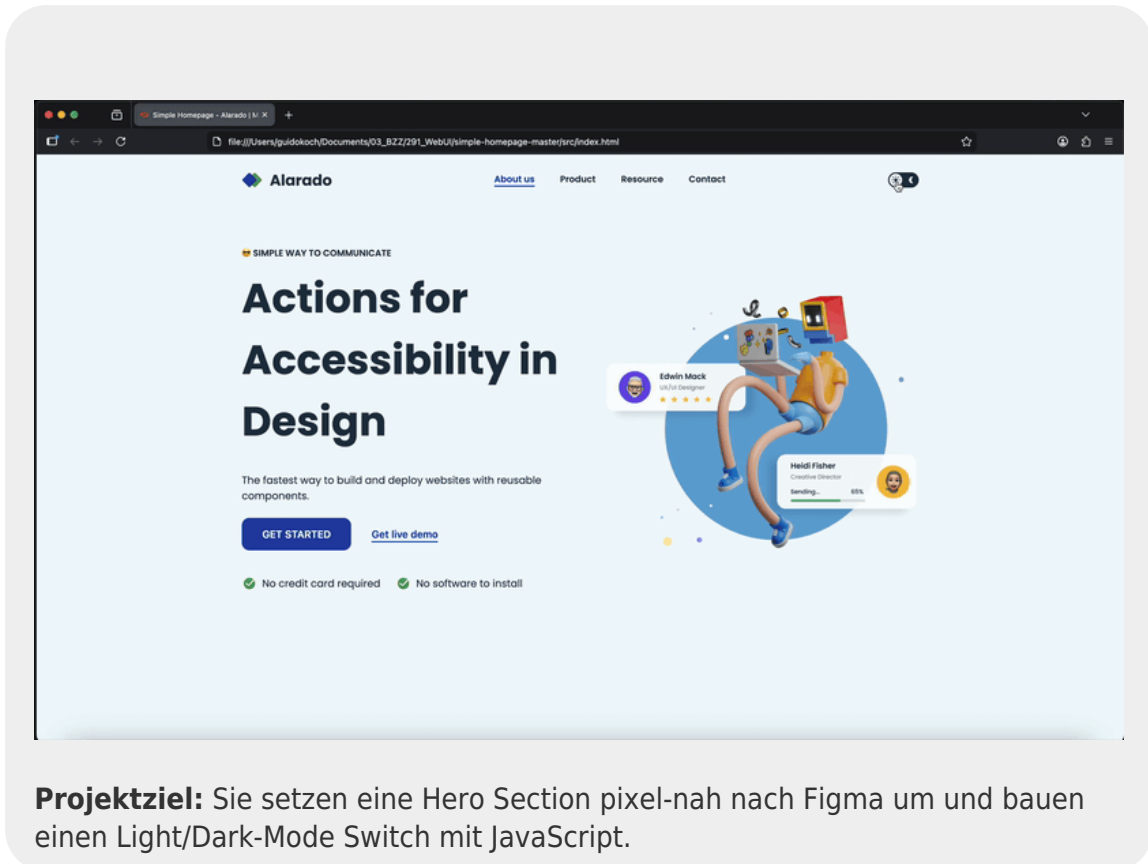 Simple Homepage - Alarado | M
file:///Users/guidokoch/Documents/03_BZZ/291_WebUI/simple-homepage-master/src/index.html
Alarado
About us Product Resource Contact
SIMPLE WAY TO COMMUNICATE
Actions for
Accessibility in
Design
Edwin Mack
UX/UI Designer
Heidi Fisher
Creative Director
Sending... 65%
The fastest way to build and deploy websites with reusable
components.
GET STARTED Get live demo
No credit card required No software to install
Projektziel: Sie setzen eine Hero Section pixel-nah nach Figma um und bauen
einen Light/Dark-Mode Switch mit JavaScript.